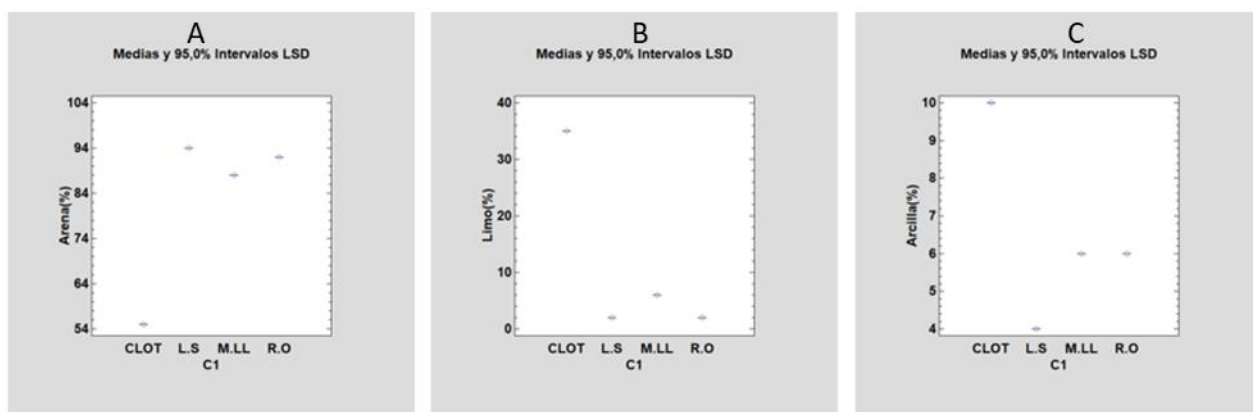 A
Medias y 95,0% Intervalos LSD
Arena(%)
104
94
84
74
64
54
CLOT L.S M.LL R.O
C1
B
Medias y 95,0% Intervalos LSD
Limo(%)
40
30
20
10
0
CLOT L.S M.LL R.O
C1
C
Medias y 95,0% Intervalos LSD
Arcilla(%)
10
9
8
7
6
5
4
CLOT L.S M.LL R.O
C1